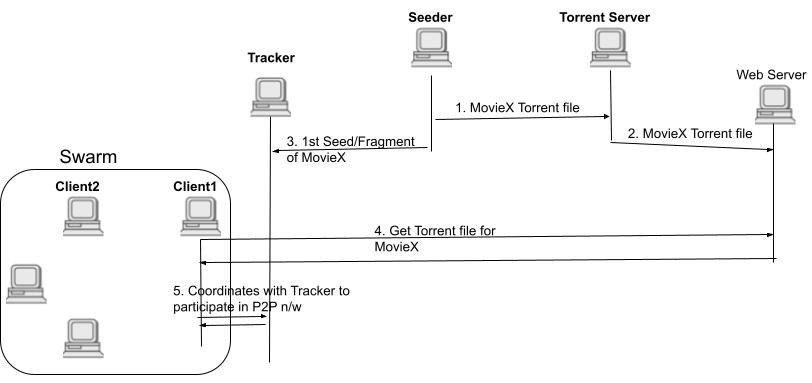 Seeder
Torrent Server
Tracker
Web Server
1. MovieX Torrent file
2. MovieX Torrent file
3. 1st Seed/Fragment
of MovieX
Swarm
Client2
Client1
4. Get Torrent file for
MovieX
5. Coordinates with Tracker to
participate in P2P n/w